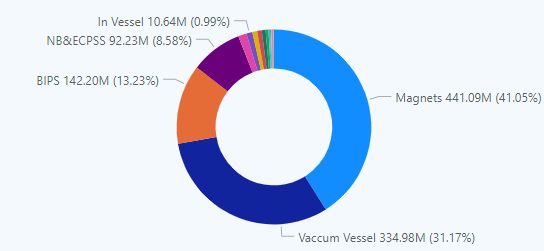 In Vessel 10.64M (0.99%)
NB&ECPSS 92.23M (8.58%)
BIPS 142.20M (13.23%)
Magnets 441.09M (41.05%)
Vaccum Vessel 334.98M (31.17%)